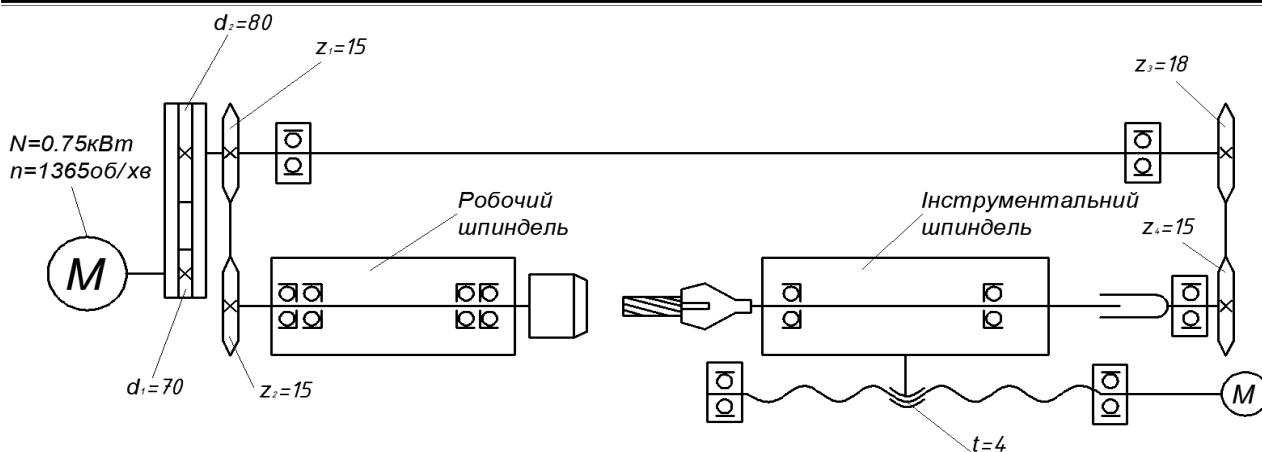 d₂=80
z₁=15
z₃=18
N=0.75кВт
n=1365об/хв
Робочий
шпиндель
Інструментальний
шпиндель
z₄=15
M
d₁=70
z₂=15
M
t=4